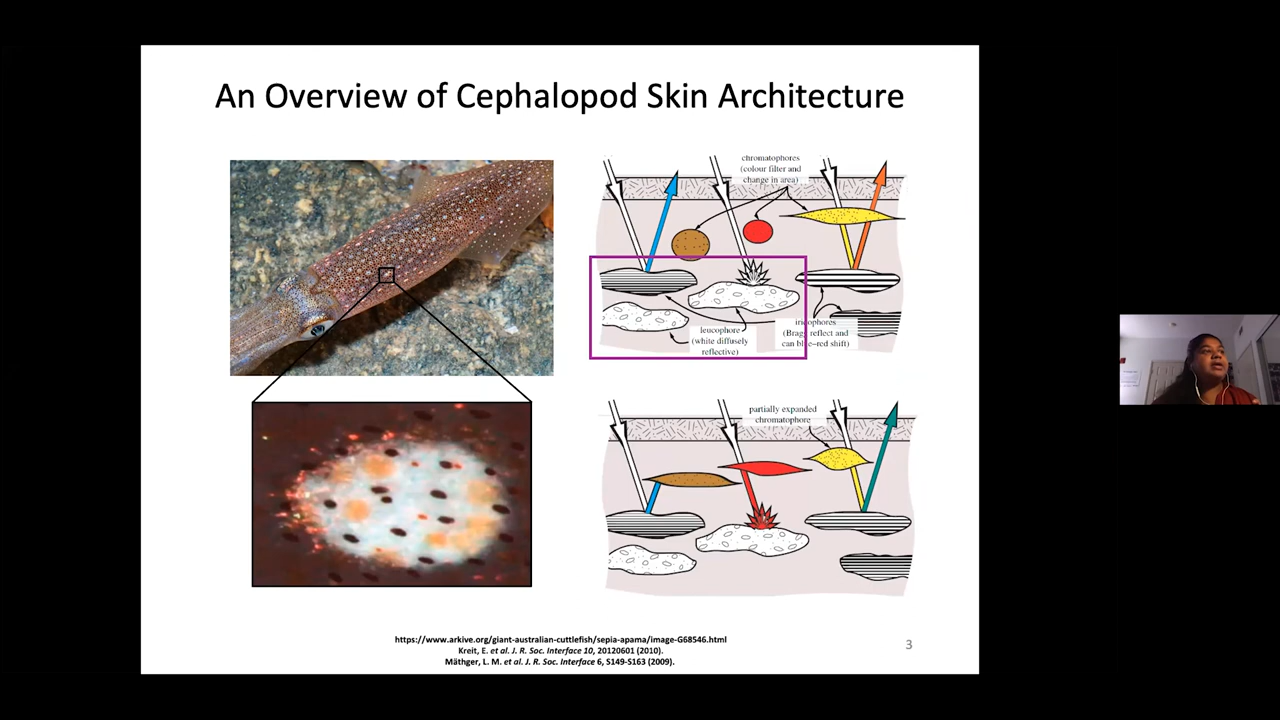 An Overview of Cephalopod Skin Architecture
chromatophores
(colour filter and
change in area)
leucophore
(white diffusely
reflective)
iridophores
(Bragg reflect and
can blue–red shift)
partially expanded
chromatophore
https://www.arkive.org/giant-australian-cuttlefish/sepia-apama/image-G68546.html
Kreit, E. et al. J. R. Soc. Interface 10, 20120601 (2010).
Mäthger, L. M. et al. J. R. Soc. Interface 6, S149-S163 (2009).
3